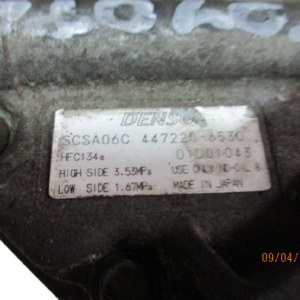 DENSO
SCSA06C 447220-6530
HFC134a 01001043
HIGH SIDE 3.53MPa USE ONLY ND-OIL 8
LOW SIDE 1.67MPa MADE IN JAPAN
09/04